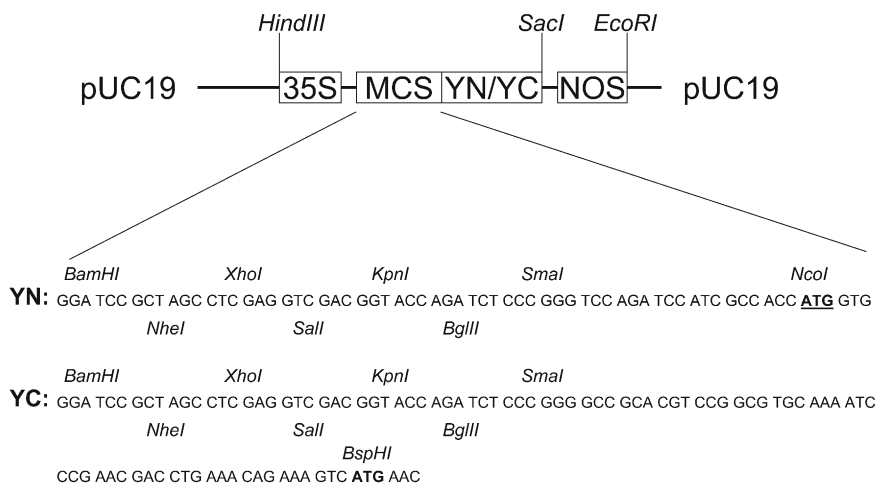 HindIII SacI EcoRI
pUC19 35S MCS YN/YC NOS pUC19
BamHI XhoI KpnI SmaI NcoI
YN: GGA TCC GCT AGC CTC GAG GTC GAC GGT ACC AGA TCT CCC GGG TCC AGA TCC ATC GCC ACC ATG GTG
NheI SalI BglII
BamHI XhoI KpnI SmaI
YC: GGA TCC GCT AGC CTC GAG GTC GAC GGT ACC AGA TCT CCC GGG GCC GCA CGT CCG GCG TGC AAA ATC
NheI SalI BglII
BspHI
CCG AAC GAC CTG AAA CAG AAA GTC ATG AAC